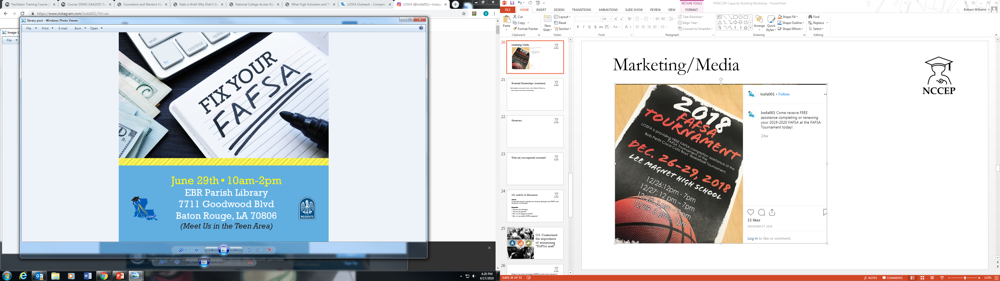 Facilitator Training Course (
Course: DEMO GAA103C Fi
Counselors and Mentors Ha
Stats in Brief: Why Didn't St
National College Access Net
What High Schoolers and Th
LOSFA Outreach - Compete
LOSFA (@losfa001) • Instag
https://www.instagram.com/losfa001/?hl=en
library post - Windows Photo Viewer
File Print E-mail Burn Open
Image-1
File
shift
control
option
fn
FIX YOUR
FAFSA
June 29th • 10am-2pm
EBR Parish Library
7711 Goodwood Blvd
Baton Rouge, LA 70806
(Meet Us in the Teen Area)
LOSFA
REGENTS
4:20 PM
6/17/2019
PICTURE TOOLS
PPNCCEP Capacity-Building Workshop - PowerPoint
FILE HOME INSERT DESIGN TRANSITIONS ANIMATIONS SLIDE SHOW REVIEW VIEW FORMAT
Brittani Williams
Paste
Cut
Copy
Format Painter
Clipboard
New
Slide
Layout
Reset
Section
Slides
44
Font
Text Direction
Align Text
Convert to SmartArt
Paragraph
Arrange
Quick
Styles
Shape Fill
Shape Outline
Shape Effects
Drawing
Find
Replace
Select
Editing
20
Marketing/Media
NCCEP
21
Essential Partnerships (Assistance)
22
Giveaways
23
What are your expected outcomes?
24
O2: Activity & Discussion
25
O3: Understand
the importance
of minimizing
"FAFSA melt"
26
Marketing/Media
NCCEP
2018
FAFSA
TOURNAMENT
LOSFA is providing FREE FAFSA completion assistance at the
FAFSA Tournament at the
Bob Pettit Coca Cola Boys' Basketball Tournament.
DEC. 26-29, 2018
LEE MAGNET HIGH SCHOOL
12/26:12pm - 7pm
12/27: 12 pm – 7pm
12/28: 3 pm – 7pm
12/29: 3 pm – 7pm
losfa001 • Follow
losfa001 Come receive FREE
assistance completing or renewing
your 2019-2020 FAFSA at the FAFSA
Tournament today!
24w
15 likes
DECEMBER 27, 2018
Log in to like or comment.
SLIDE 20 OF 33
NOTES
COMMENTS
122%